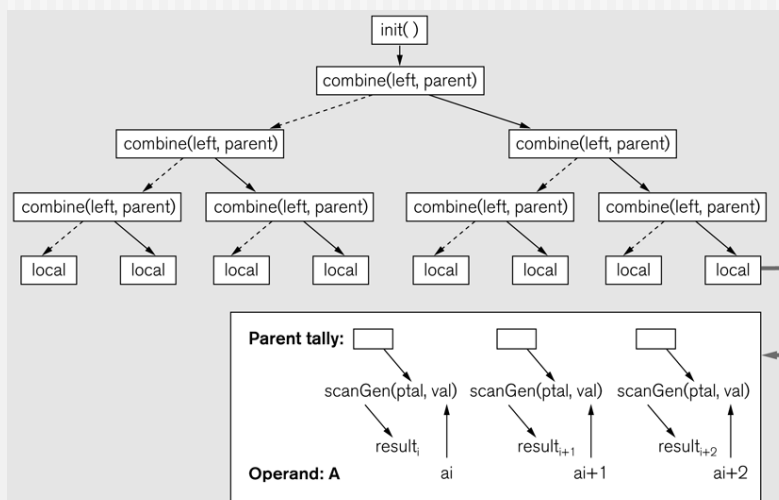 init( )
combine(left, parent)
combine(left, parent) combine(left, parent)
combine(left, parent) combine(left, parent) combine(left, parent) combine(left, parent)
local local local local local local local local
Parent tally:
scanGen(ptal, val) scanGen(ptal, val) scanGen(ptal, val)
resultᵢ resultᵢ₊₁ resultᵢ₊₂
Operand: A ai ai+1 ai+2